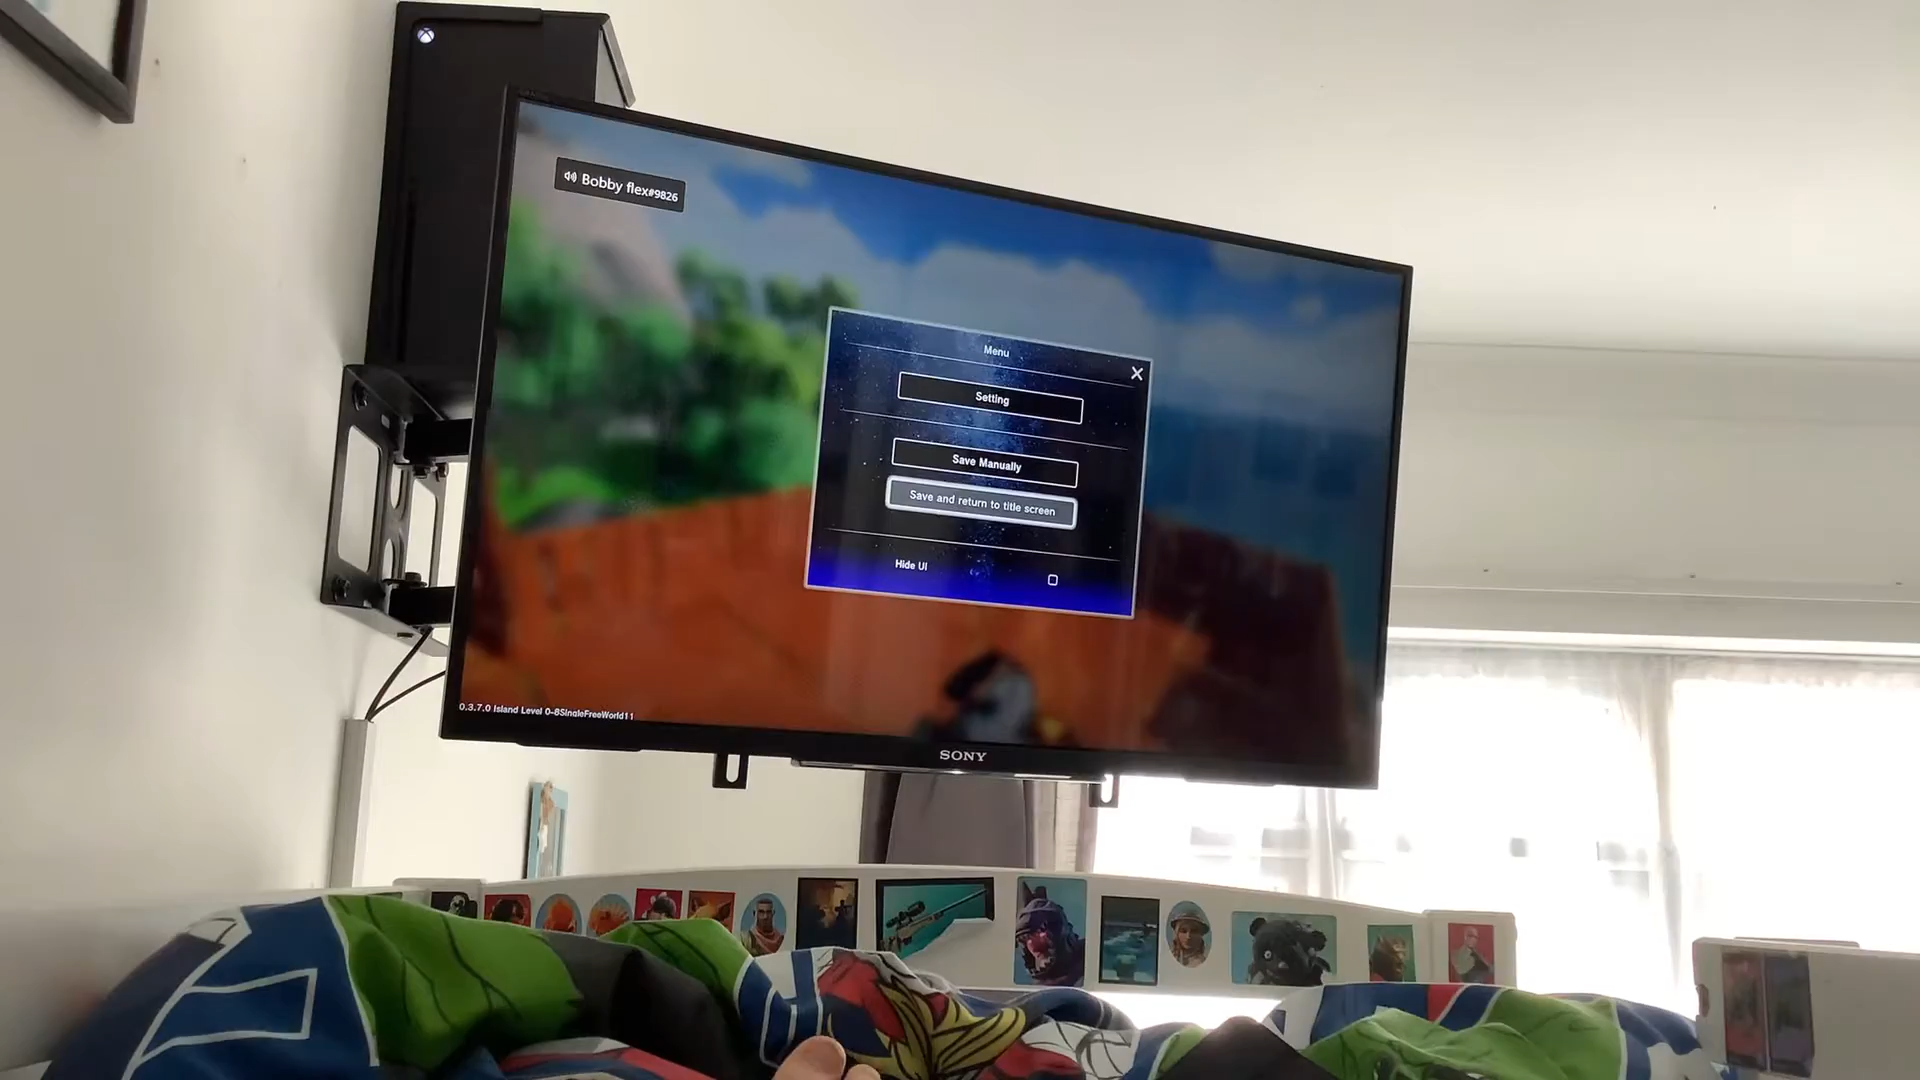 Bobby flex#9826
Menu
Setting
Save Manually
Save and return to title screen
Hide UI
0.3.7.0 Island Level 0-8SingleFreeWorld11
SONY